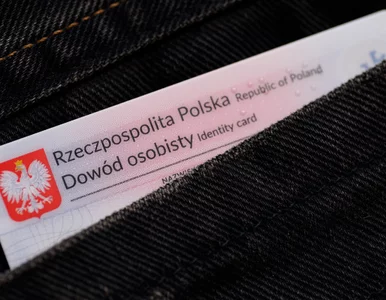 Rzeczpospolita Polska Republic of Poland
Dowód osobisty Identity card